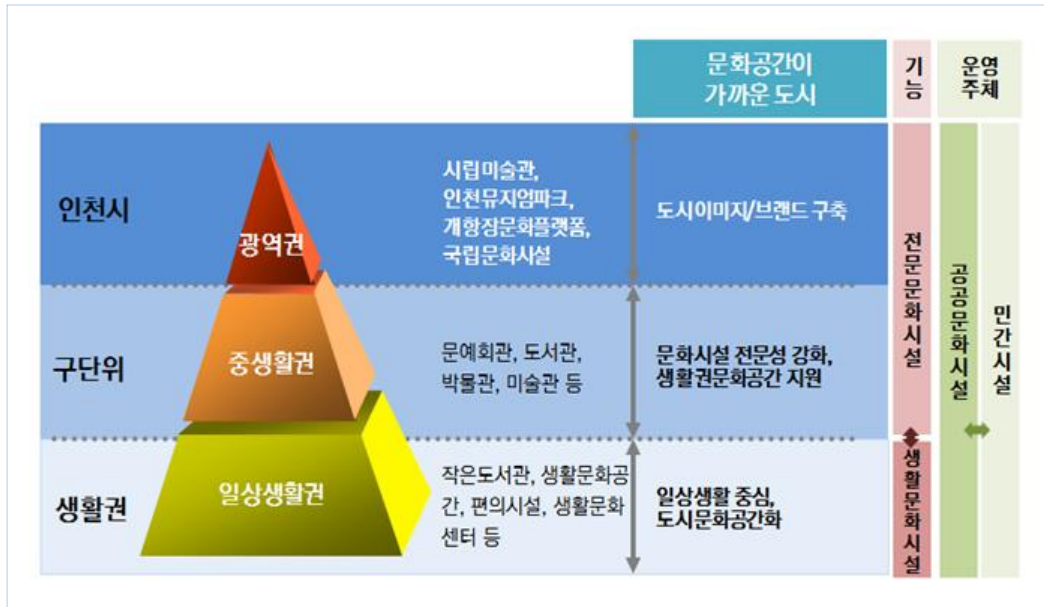 문화공간이
가까운 도시
기
능
운영
주체
인천시
광역권
시립미술관,
인천뮤지엄파크,
개항장문화플랫폼,
국립문화시설
도시이미지/브랜드 구축
구단위
중생활권
문예회관, 도서관,
박물관, 미술관 등
문화시설 전문성 강화,
생활권문화공간 지원
생활권
일상생활권
작은도서관, 생활문화공
간, 편의시설, 생활문화
센터 등
일상생활 중심,
도시문화공간화
전문문화시설
생활문화시설
공공문화시설
민간시설